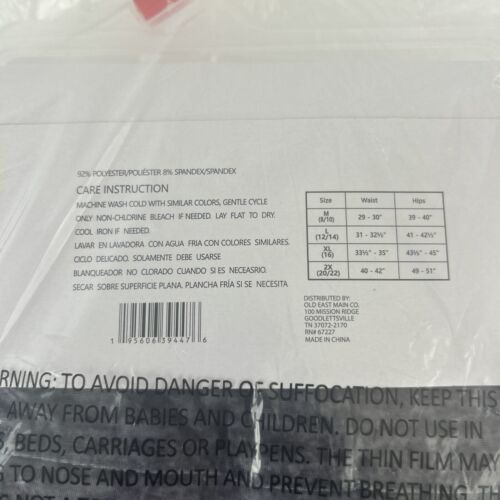 92% POLYESTER/POLIÉSTER 8% SPANDEX/SPANDEX
CARE INSTRUCTION
MACHINE WASH COLD WITH SIMILAR COLORS, GENTLE CYCLE
ONLY NON-CHLORINE BLEACH IF NEEDED. LAY FLAT TO DRY.
COOL IRON IF NEEDED.
LAVAR EN LAVADORA CON AGUA FRIA CON COLORES SIMILARES.
CICLO DELICADO. SOLAMENTE DEBE USARSE
BLANQUEADOR NO CLORADO CUANDO SI ES NECEASRIO.
SECAR SOBRE SUPERFICIE PLANA. PLANCHA FRÍA SI SE NECESITA
Size Waist Hips
M (8/10) 29 - 30" 39 - 40"
L (12/14) 31 - 32½" 41 - 42½"
XL (16) 33½" - 35" 43½" - 45"
2X (20/22) 40 - 42" 49 - 51"
DISTRIBUTED BY:
OLD EAST MAIN CO.
100 MISSION RIDGE
GOODLETTSVILLE
TN 37072-2170
RN# 67227
MADE IN CHINA
1 95606 39447 6
RNING: TO AVOID DANGER OF SUFFOCATION, KEEP THIS
AWAY FROM BABIES AND CHILDREN. DO NOT USE IN
S, BEDS, CARRIAGES OR PLAYPENS. THE THIN FILM MAY
G TO NOSE AND MOUTH AND PREVENT BREATHING. TH